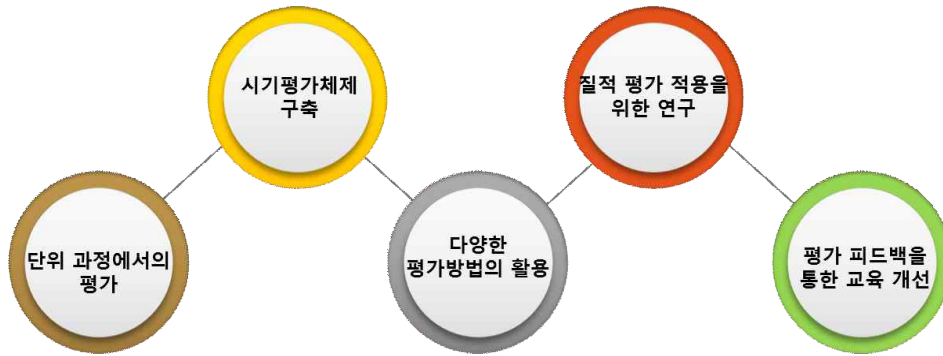 단위 과정에서의
평가
시기평가체제
구축
다양한
평가방법의 활용
질적 평가 적용을
위한 연구
평가 피드백을
통한 교육 개선